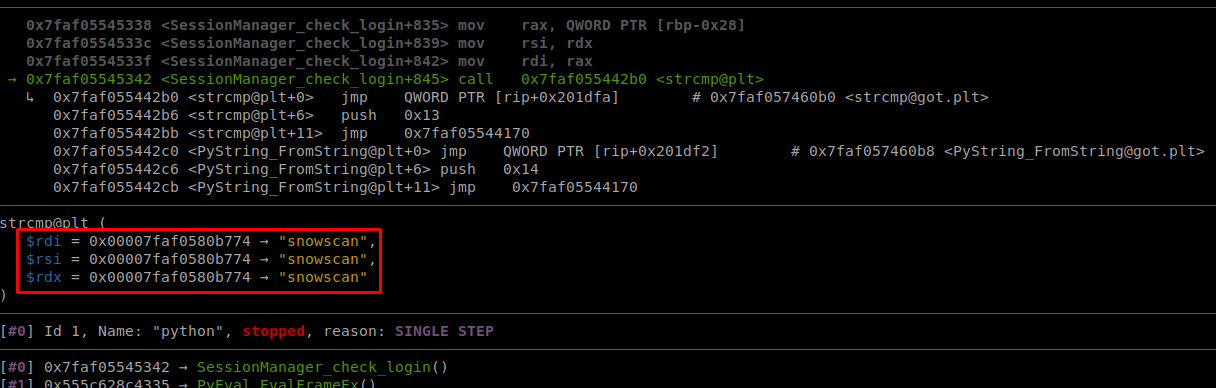 0x7faf05545338 <SessionManager_check_login+835> mov    rax, QWORD PTR [rbp-0x28]
0x7faf0554533c <SessionManager_check_login+839> mov    rsi, rdx
0x7faf0554533f <SessionManager_check_login+842> mov    rdi, rax
→ 0x7faf05545342 <SessionManager_check_login+845> call   0x7faf055442b0 <strcmp@plt>
↳  0x7faf055442b0 <strcmp@plt+0>   jmp    QWORD PTR [rip+0x201dfa]        # 0x7faf057460b0 <strcmp@got.plt>
0x7faf055442b6 <strcmp@plt+6>   push   0x13
0x7faf055442bb <strcmp@plt+11>  jmp    0x7faf05544170
0x7faf055442c0 <PyString_FromString@plt+0> jmp    QWORD PTR [rip+0x201df2]        # 0x7faf057460b8 <PyString_FromString@got.plt>
0x7faf055442c6 <PyString_FromString@plt+6> push   0x14
0x7faf055442cb <PyString_FromString@plt+11> jmp    0x7faf05544170
strcmp@plt (
$rdi = 0x00007faf0580b774 → "snowscan",
$rsi = 0x00007faf0580b774 → "snowscan",
$rdx = 0x00007faf0580b774 → "snowscan"
)
[#0] Id 1, Name: "python", stopped, reason: SINGLE STEP
[#0] 0x7faf05545342 → SessionManager_check_login()
[#1] 0x555c628c4335 → PyEval_EvalFrameEx()